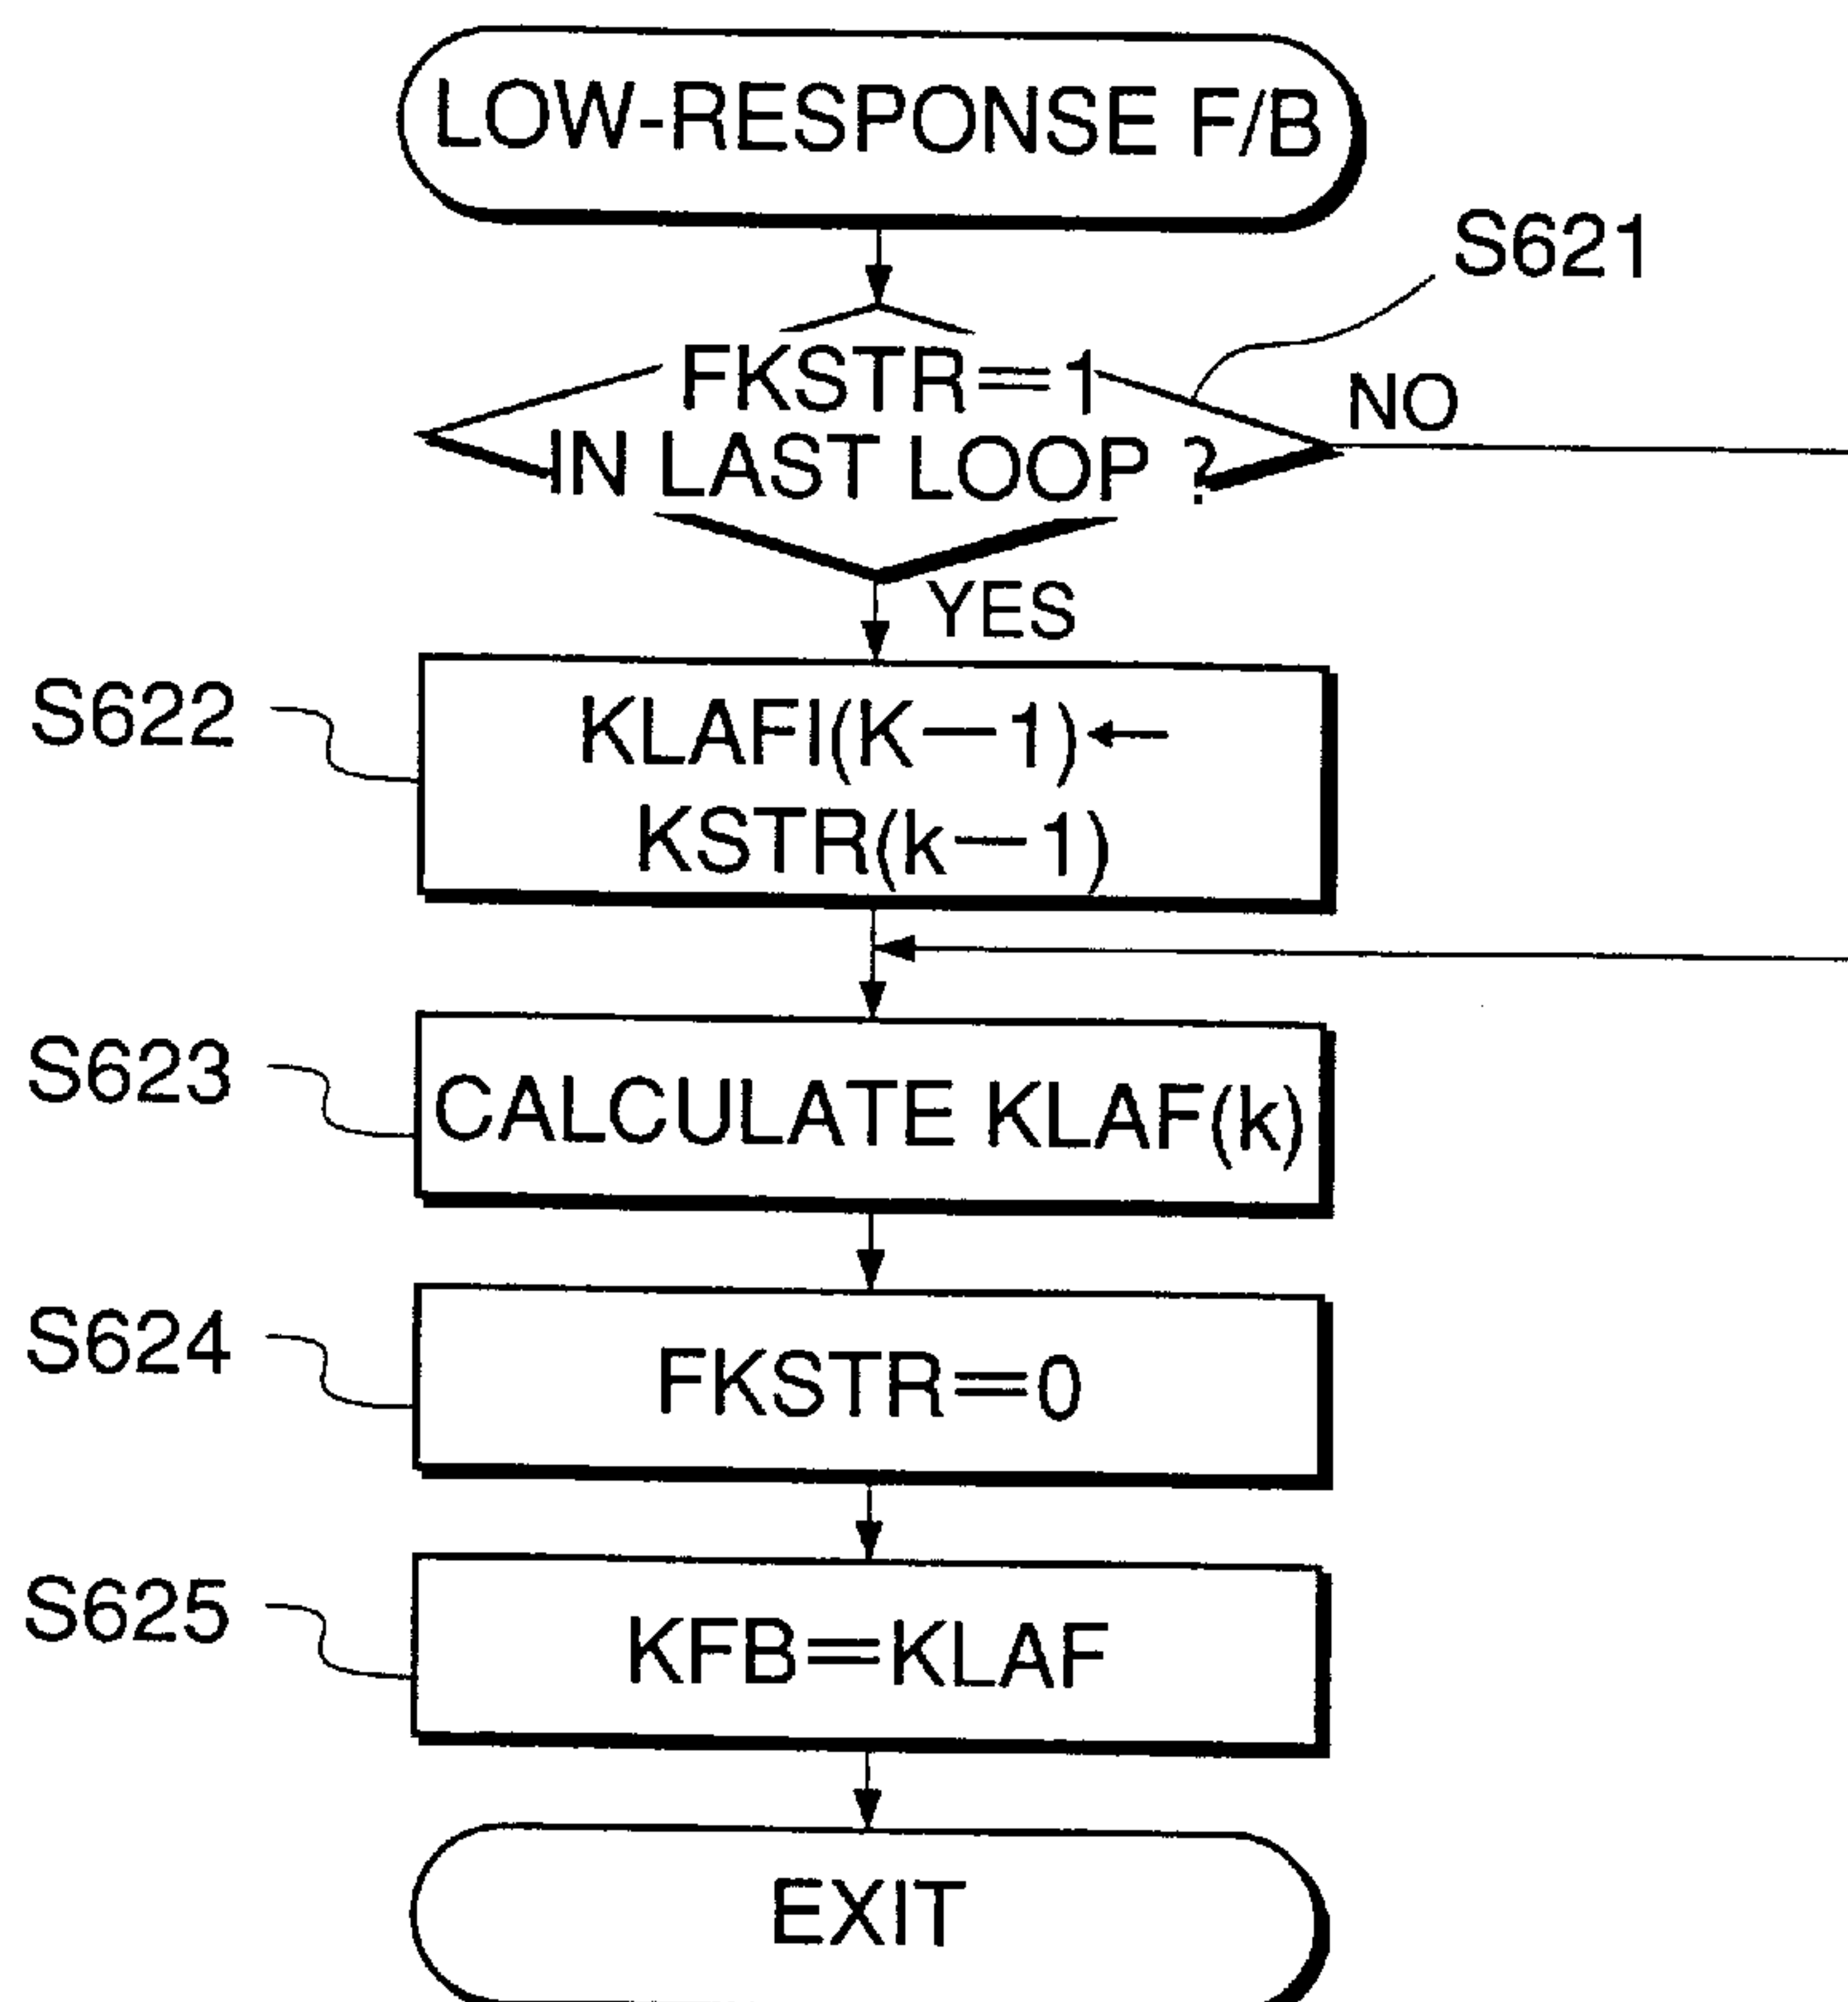 LOW-RESPONSE F/B
S621
FKSTR=1
IN LAST LOOP ?
NO
YES
S622
KLAFI(K-1)←
KSTR(k-1)
S623
CALCULATE KLAF(k)
S624
FKSTR=0
S625
KFB=KLAF
EXIT